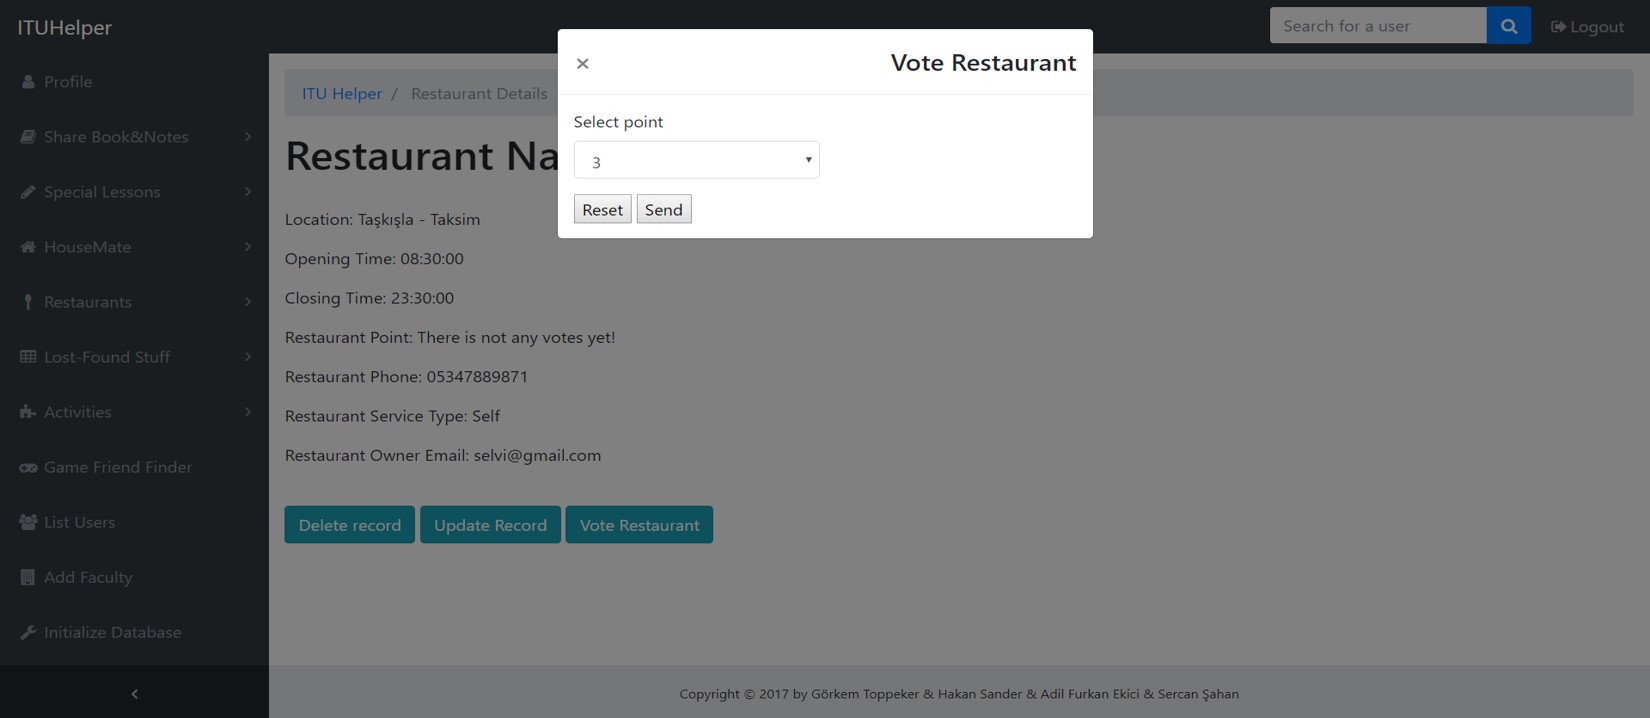 ITUHelper
Search for a user
Logout
Profile
Share Book&Notes
Special Lessons
HouseMate
Restaurants
Lost-Found Stuff
Activities
Game Friend Finder
List Users
Add Faculty
Initialize Database
ITU Helper / Restaurant Details
× Vote Restaurant
Select point
3
Reset Send
Restaurant Na
Location: Taşkışla - Taksim
Opening Time: 08:30:00
Closing Time: 23:30:00
Restaurant Point: There is not any votes yet!
Restaurant Phone: 05347889871
Restaurant Service Type: Self
Restaurant Owner Email: selvi@gmail.com
Delete record Update Record Vote Restaurant
Copyright © 2017 by Görkem Toppeker & Hakan Sander & Adil Furkan Ekici & Sercan Şahan